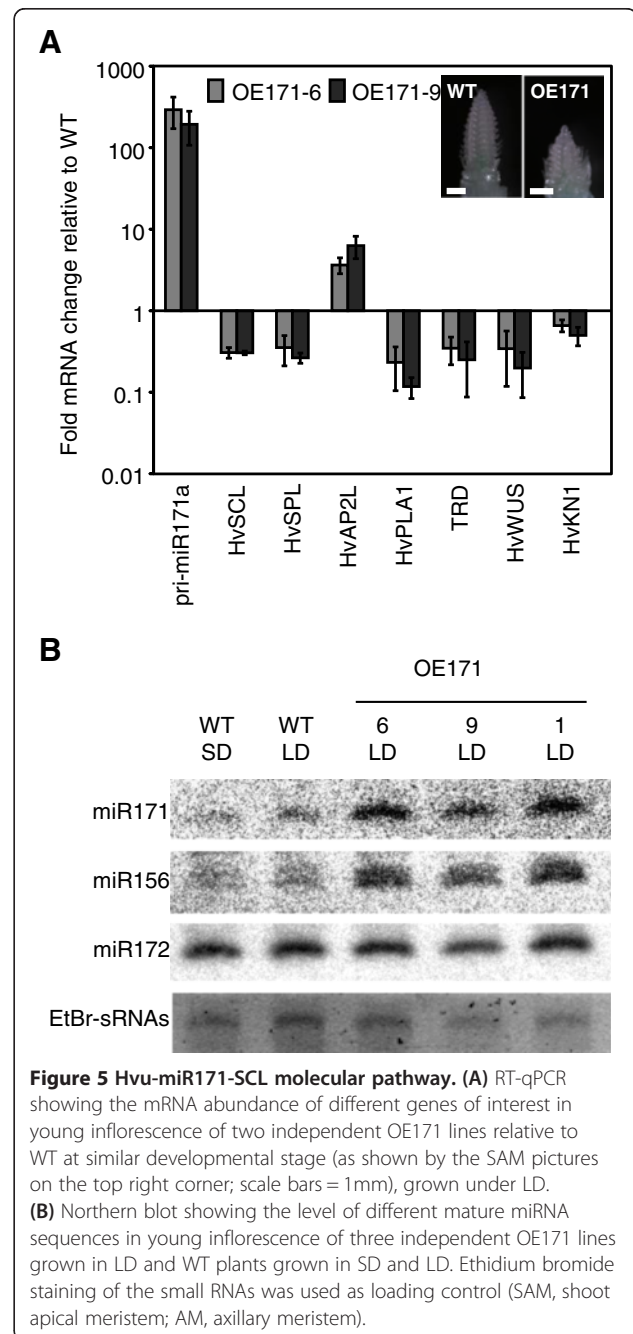 A
1000
100
10
1
0.1
0.01
Fold mRNA change relative to WT
OE171-6 OE171-9
WT OE171
pri-miR171a
HvSCL
HvSPL
HvAP2L
HvPLA1
TRD
HvWUS
HvKN1
B
OE171
WT WT 6 9 1
SD LD LD LD LD
miR171
miR156
miR172
EtBr-sRNAs
Figure 5 Hvu-miR171-SCL molecular pathway. (A) RT-qPCR
showing the mRNA abundance of different genes of interest in
young inflorescence of two independent OE171 lines relative to
WT at similar developmental stage (as shown by the SAM pictures
on the top right corner; scale bars = 1mm), grown under LD.
(B) Northern blot showing the level of different mature miRNA
sequences in young inflorescence of three independent OE171 lines
grown in LD and WT plants grown in SD and LD. Ethidium bromide
staining of the small RNAs was used as loading control (SAM, shoot
apical meristem; AM, axillary meristem).